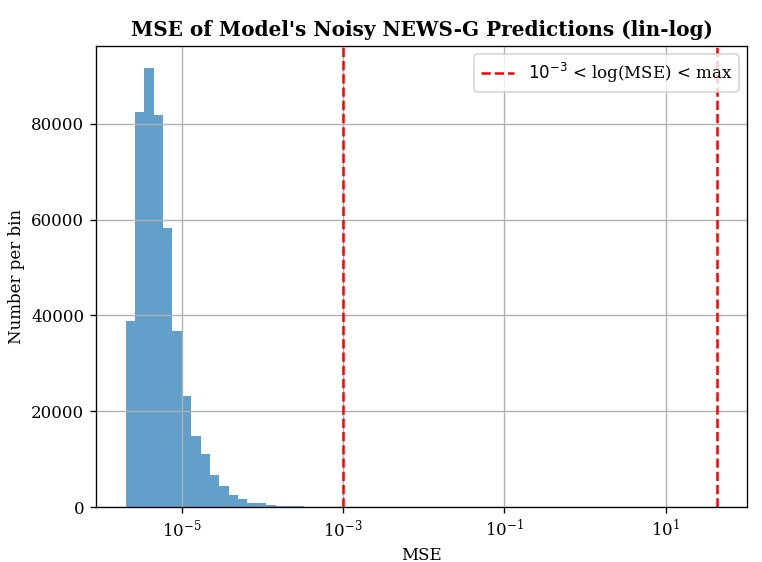 MSE of Model's Noisy NEWS-G Predictions (lin-log)
10⁻³ < log(MSE) < max
Number per bin
80000
60000
40000
20000
0
10⁻⁵
10⁻³
10⁻¹
10¹
MSE